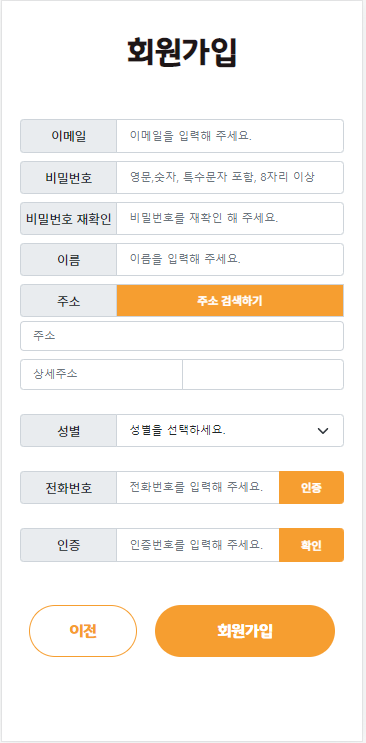 회원가입
이메일 이메일을 입력해 주세요.
비밀번호 영문,숫자, 특수문자 포함, 8자리 이상
비밀번호 재확인 비밀번호를 재확인 해 주세요.
이름 이름을 입력해 주세요.
주소 주소 검색하기
주소
상세주소
성별 성별을 선택하세요.
전화번호 전화번호를 입력해 주세요. 인증
인증 인증번호를 입력해 주세요. 확인
이전 회원가입